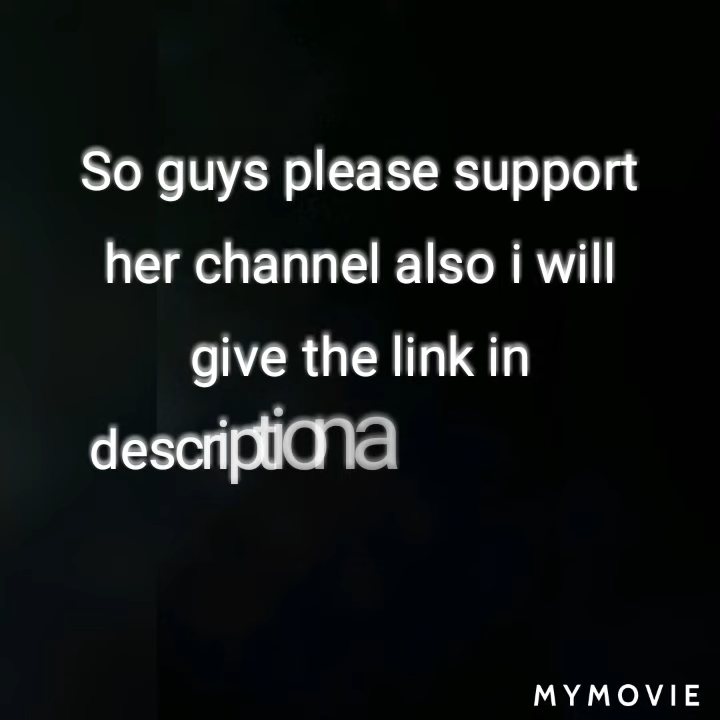 So guys please support
her channel also i will
give the link in
descriptiona
MYMOVIE